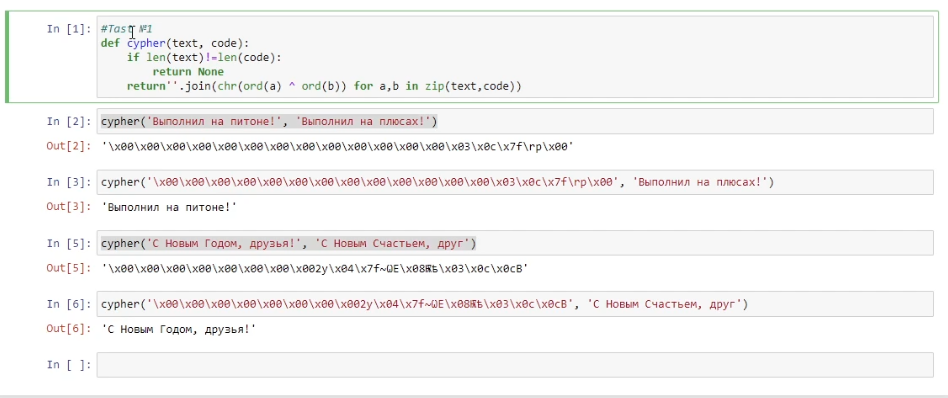 In [1]: #Tast №1
def cypher(text, code):
if len(text)!=len(code):
return None
return''.join(chr(ord(a) ^ ord(b)) for a,b in zip(text,code))
In [2]: cypher('Выполнил на питоне!', 'Выполнил на плюсах!')
Out[2]: '\x00\x00\x00\x00\x00\x00\x00\x00\x00\x00\x00\x00\x00\x03\x0c\x7f\rp\x00'
In [3]: cypher('\x00\x00\x00\x00\x00\x00\x00\x00\x00\x00\x00\x00\x00\x03\x0c\x7f\rp\x00', 'Выполнил на плюсах!')
Out[3]: 'Выполнил на питоне!'
In [5]: cypher('С Новым Годом, друзья!', 'С Новым Счастьем, друг')
Out[5]: '\x00\x00\x00\x00\x00\x00\x00\x002y\x04\x7f~ѠЕ\x08Ѭѣ\x03\x0c\x0cВ'
In [6]: cypher('\x00\x00\x00\x00\x00\x00\x00\x002y\x04\x7f~ѠЕ\x08Ѭѣ\x03\x0c\x0cВ', 'С Новым Счастьем, друг')
Out[6]: 'С Новым Годом, друзья!'
In [ ]: